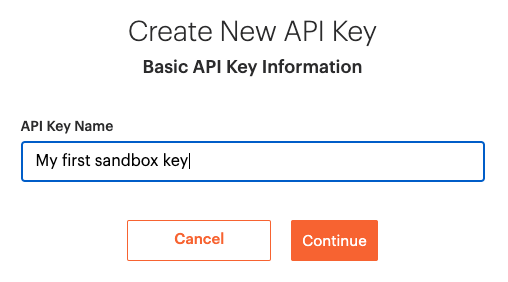 Create New API Key
Basic API Key Information
API Key Name
My first sandbox key
Cancel
Continue